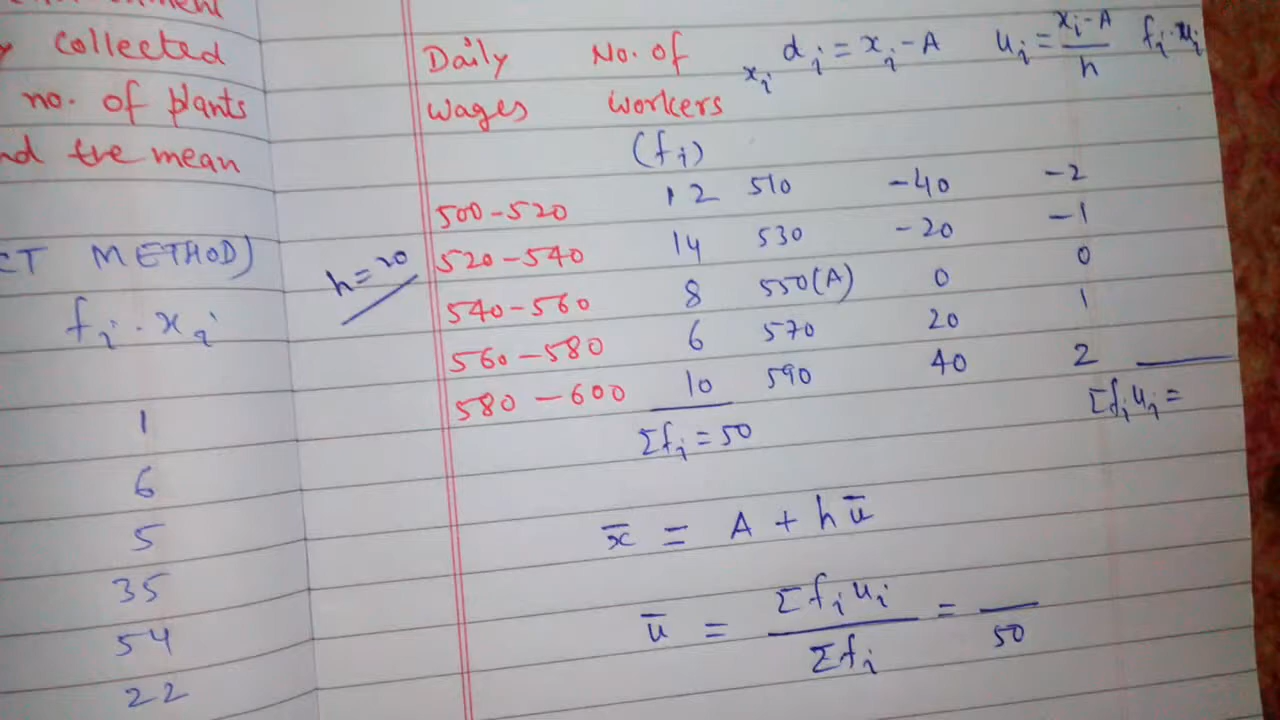 collected
no. of plants
the mean
METHOD)
fi . xi
1
6
5
35
54
22
h=20
Daily No. of xi di = xi - A ui = xi - A / h fi . ui
wages workers
(fi)
500-520 12 510 -40 -2
520-540 14 530 -20 -1
540-560 8 550(A) 0 0
560-580 6 570 20 1
580-600 10 590 40 2
Σfi = 50 Σfiui =
x̄ = A + hū
ū = Σfiui / Σfi = — / 50